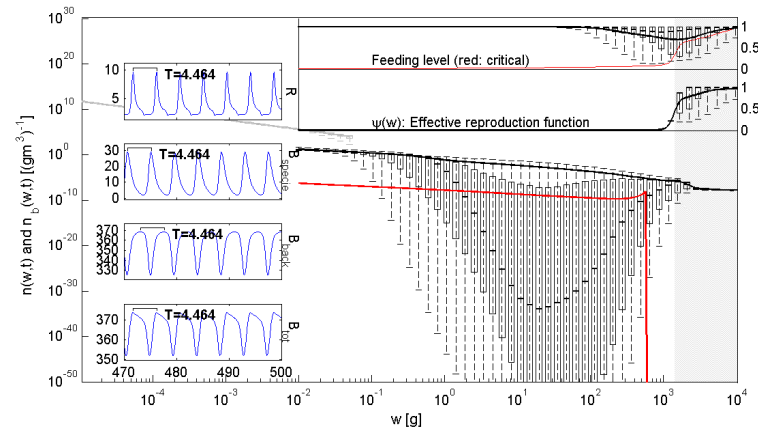 10^30
10^20
10^10
10^0
10^-10
10^-20
10^-30
10^-40
10^-50
n(w,t) and n_b(w,t) [(gm^3)^-1]
10
5
T=4.464
R
30
20
10
0
T=4.464
B_specie
370
360
350
340
330
T=4.464
B_back
370
360
350
T=4.464
B_tot
470 480 490 500
Feeding level (red: critical)
1
0.5
0
ψ(w): Effective reproduction function
1
0.5
0
10^-4 10^-3 10^-2 10^-1 10^0 10^1 10^2 10^3 10^4
w [g]